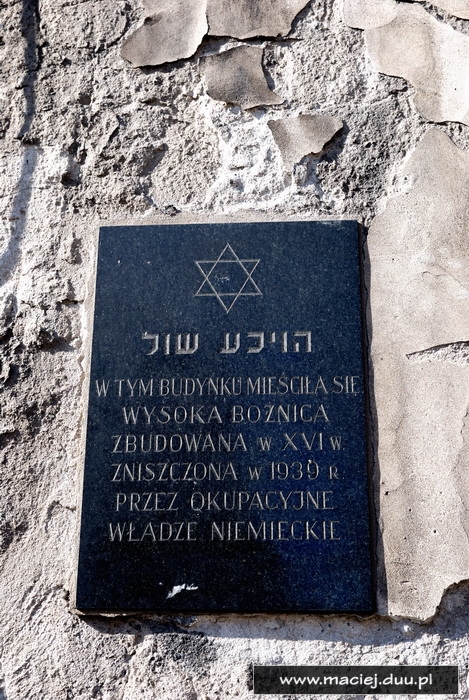 הויכע שול
W TYM BUDYNKU MIEŚCIŁA SIĘ
WYSOKA BOŻNICA
ZBUDOWANA W XVI W.
ZNISZCZONA W 1939 R
PRZEZ OKUPACYJNE
WŁADZE NIEMIECKIE
www.maciej.duu.pl